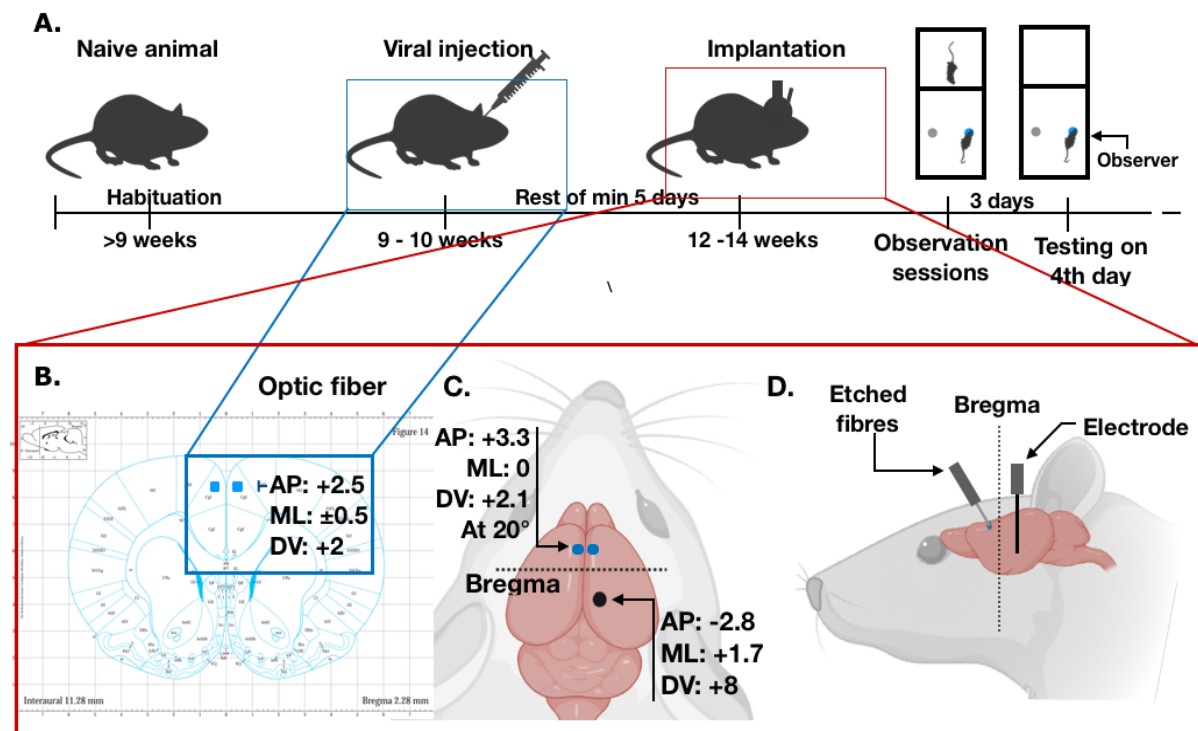 A.
Naive animal
Viral injection
Implantation
Observer
Habituation
Rest of min 5 days
3 days
>9 weeks
9 - 10 weeks
12 -14 weeks
Observation
sessions
Testing on
4th day
\
B.
Optic fiber
Figure 14
AP: +2.5
ML: ±0.5
DV: +2
Interaural 11.28 mm
Bregma 2.28 mm
C.
AP: +3.3
ML: 0
DV: +2.1
At 20°
Bregma
AP: -2.8
ML: +1.7
DV: +8
D.
Etched
fibres
Bregma
Electrode